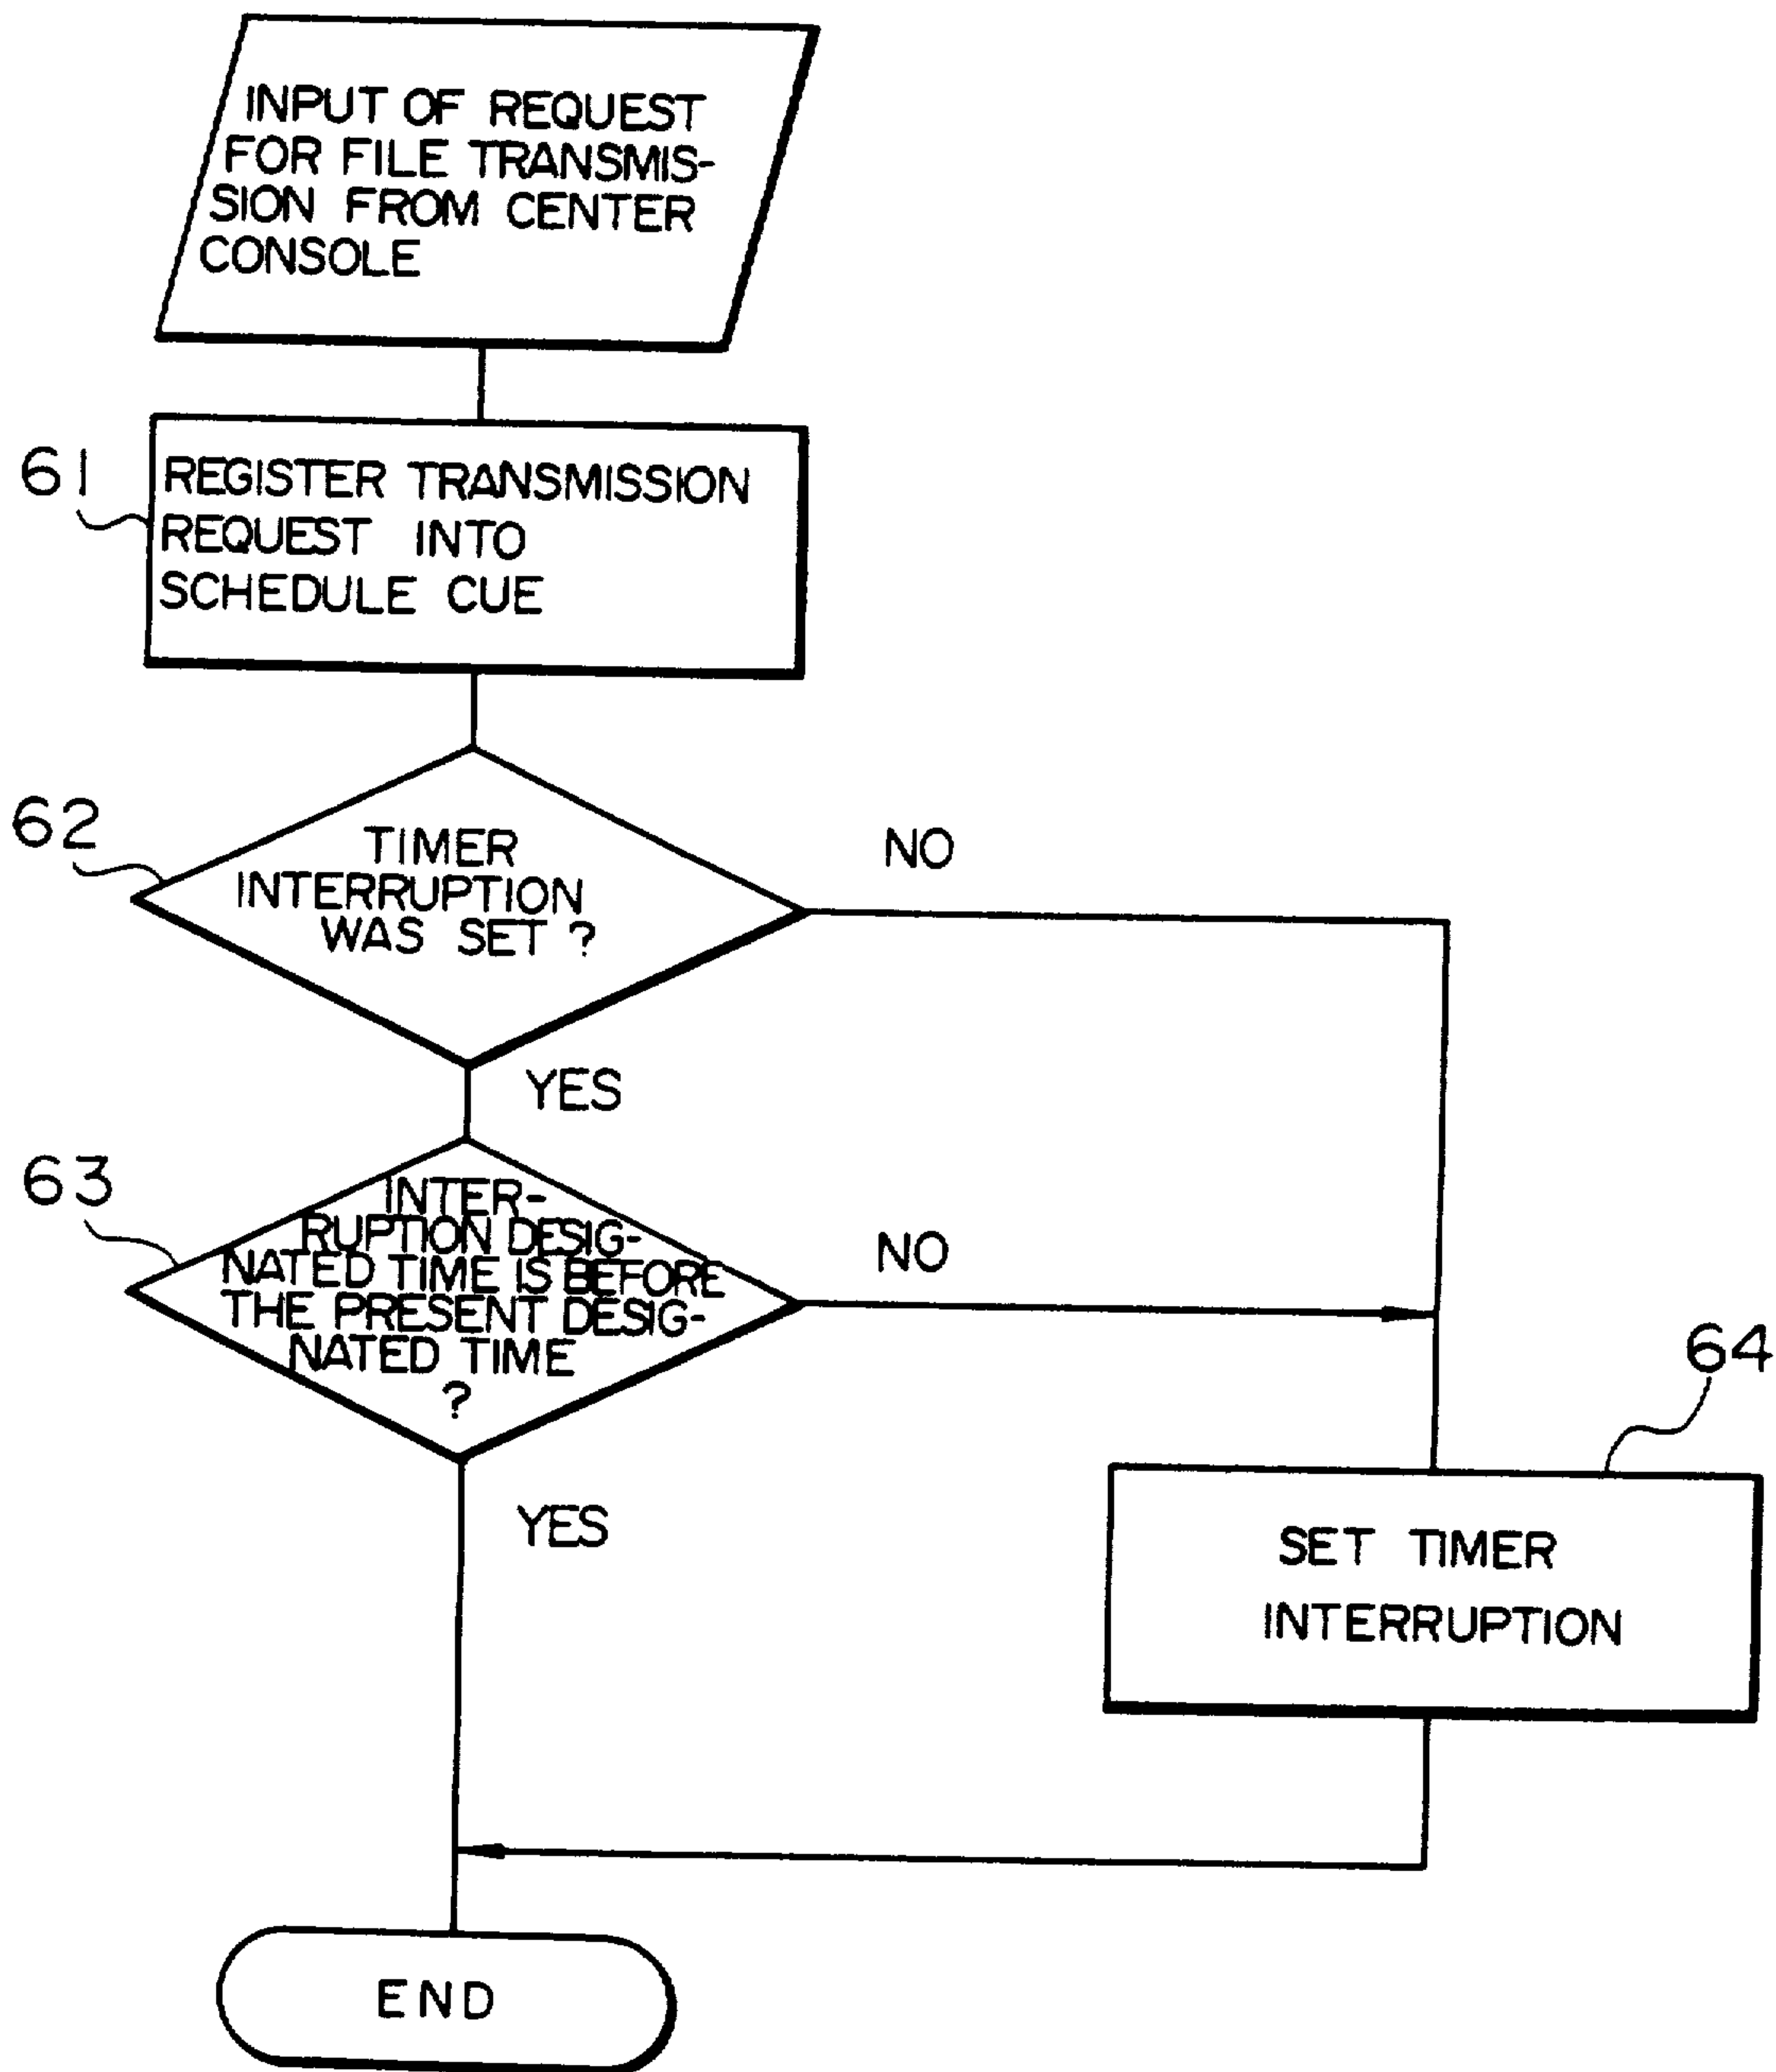 INPUT OF REQUEST
FOR FILE TRANSMIS-
SION FROM CENTER
CONSOLE
61
REGISTER TRANSMISSION
REQUEST INTO
SCHEDULE CUE
62
TIMER
INTERRUPTION
WAS SET ?
NO
YES
63
INTER-
RUPTION DESIG-
NATED TIME IS BEFORE
THE PRESENT DESIG-
NATED TIME
?
NO
YES
64
SET TIMER
INTERRUPTION
END